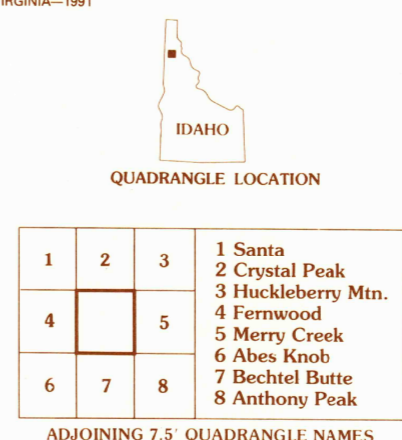 IRGINIA—1991
IDAHO
QUADRANGLE LOCATION
1 2 3
4 5
6 7 8
1 Santa
2 Crystal Peak
3 Huckleberry Mtn.
4 Fernwood
5 Merry Creek
6 Abes Knob
7 Bechtel Butte
8 Anthony Peak
ADJOINING 7.5′ QUADRANGLE NAMES